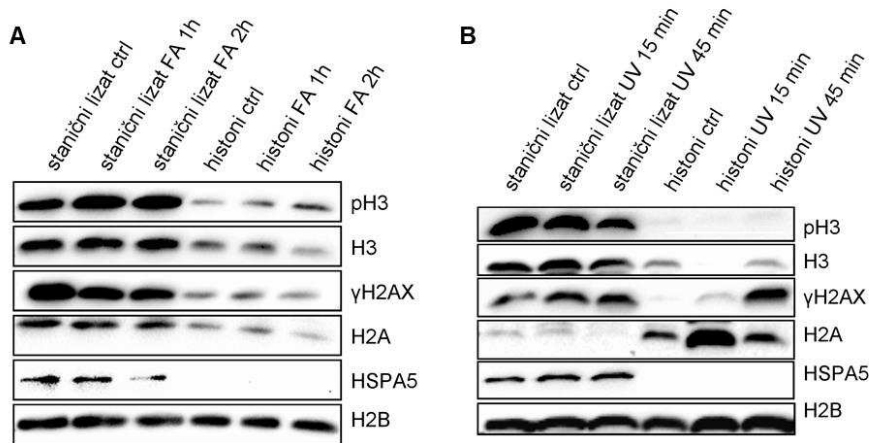 A
stanični lizat ctrl
stanični lizat FA 1h
stanični lizat FA 2h
histoni ctrl
histoni FA 1h
histoni FA 2h
pH3
H3
γH2AX
H2A
HSPA5
H2B
B
stanični lizat ctrl
stanični lizat UV 15 min
stanični lizat UV 45 min
histoni ctrl
histoni UV 15 min
histoni UV 45 min
pH3
H3
γH2AX
H2A
HSPA5
H2B